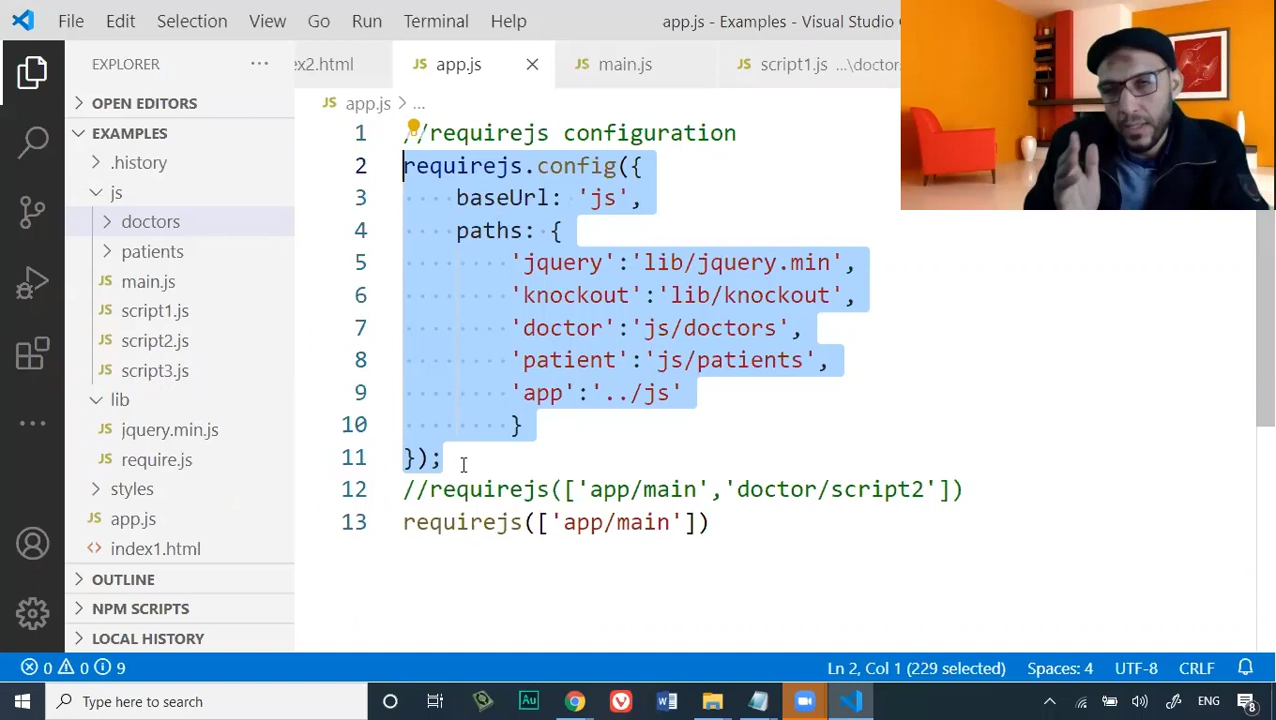 File Edit Selection View Go Run Terminal Help app.js - Examples - Visual Studio
EXPLORER ...
ex2.html
JS app.js
JS main.js
JS script1.js ...\doctors
OPEN EDITORS
EXAMPLES
.history
js
doctors
patients
main.js
script1.js
script2.js
script3.js
lib
jquery.min.js
require.js
styles
app.js
index1.html
OUTLINE
NPM SCRIPTS
LOCAL HISTORY
JS app.js > ...
1 //requirejs configuration
2 requirejs.config({
3 baseUrl: 'js',
4 paths: {
5 'jquery':'lib/jquery.min',
6 'knockout':'lib/knockout',
7 'doctor':'js/doctors',
8 'patient':'js/patients',
9 'app':'../js'
10 }
11 });
12 //requirejs(['app/main','doctor/script2'])
13 requirejs(['app/main'])
0 0 9
Ln 2, Col 1 (229 selected) Spaces: 4 UTF-8 CRLF
Type here to search
Au
W
ENG
8